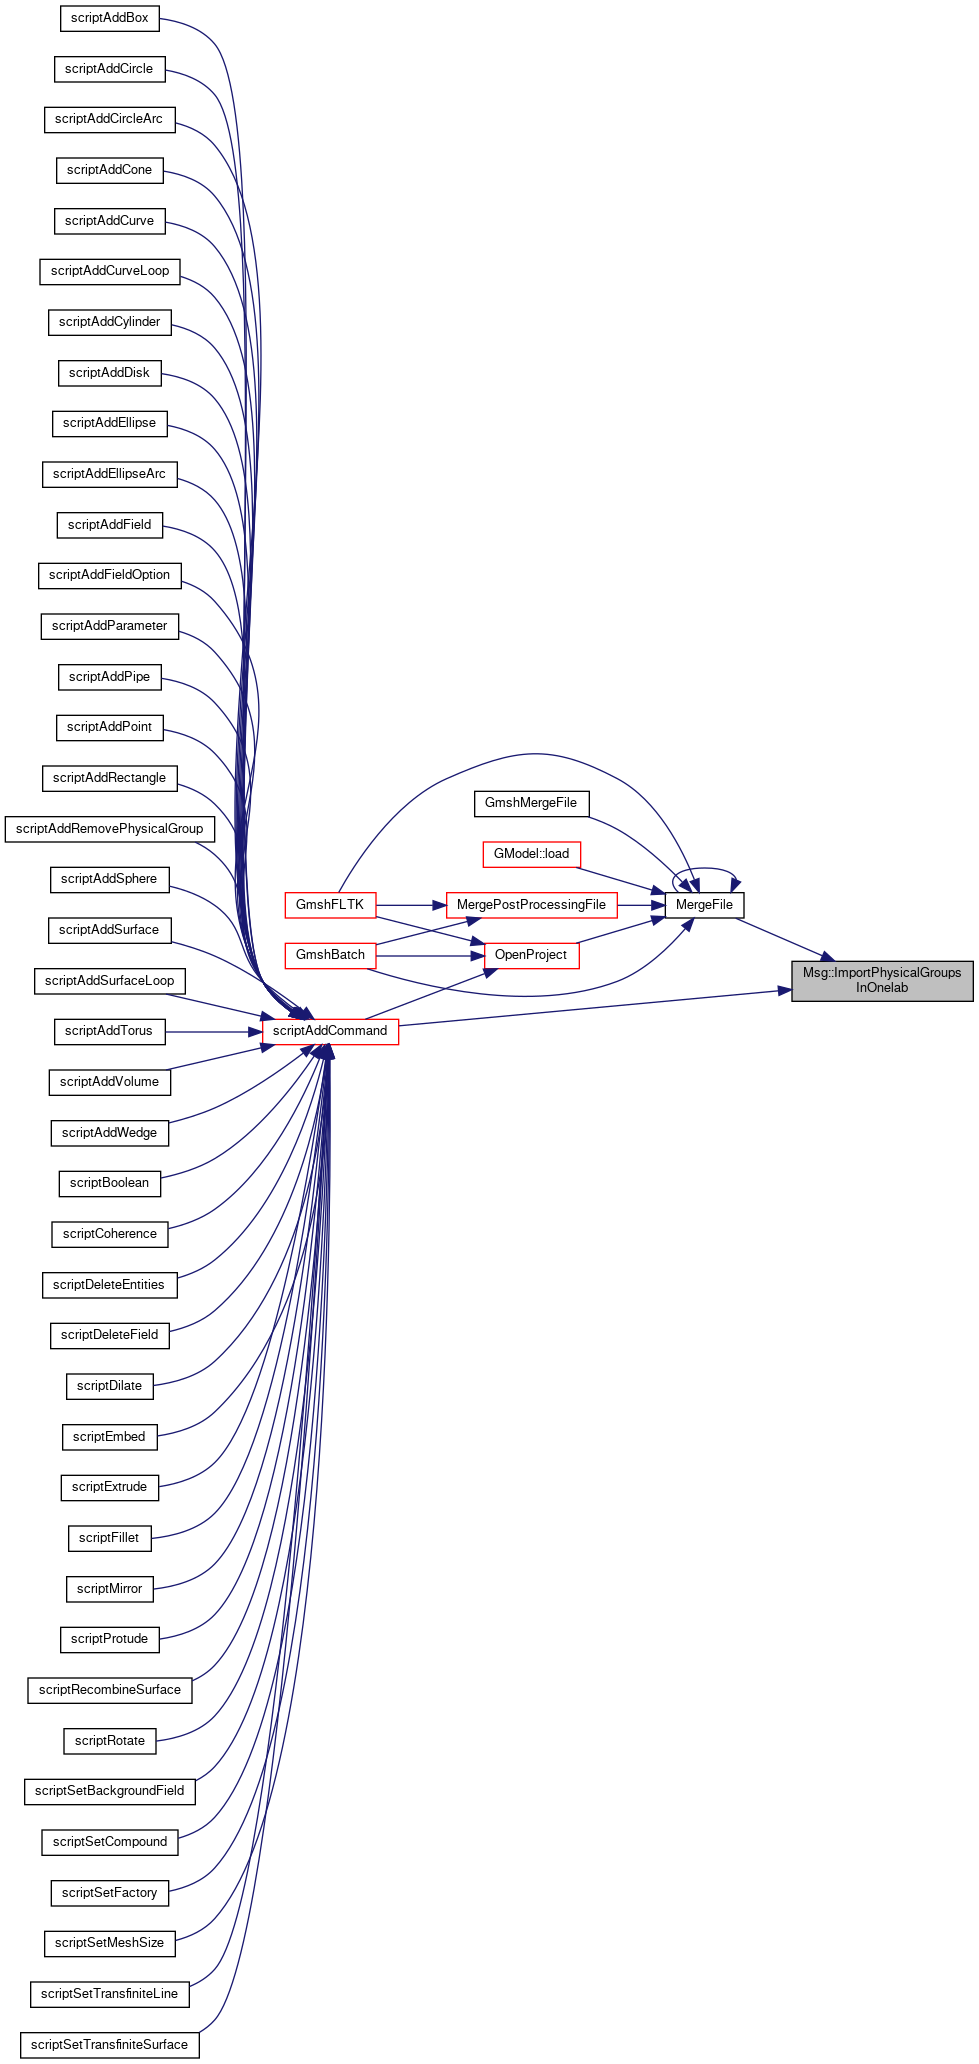 scriptAddBox
scriptAddCircle
scriptAddCircleArc
scriptAddCone
scriptAddCurve
scriptAddCurveLoop
scriptAddCylinder
scriptAddDisk
scriptAddEllipse
scriptAddEllipseArc
scriptAddField
scriptAddFieldOption
scriptAddParameter
scriptAddPipe
scriptAddPoint
scriptAddRectangle
scriptAddRemovePhysicalGroup
scriptAddSphere
scriptAddSurface
scriptAddSurfaceLoop
scriptAddTorus
scriptAddVolume
scriptAddWedge
scriptBoolean
scriptCoherence
scriptDeleteEntities
scriptDeleteField
scriptDilate
scriptEmbed
scriptExtrude
scriptFillet
scriptMirror
scriptProtude
scriptRecombineSurface
scriptRotate
scriptSetBackgroundField
scriptSetCompound
scriptSetFactory
scriptSetMeshSize
scriptSetTransfiniteLine
scriptSetTransfiniteSurface
GmshFLTK
GmshBatch
scriptAddCommand
GmshMergeFile
GModel::load
MergePostProcessingFile
OpenProject
MergeFile
Msg::ImportPhysicalGroups
InOnelab